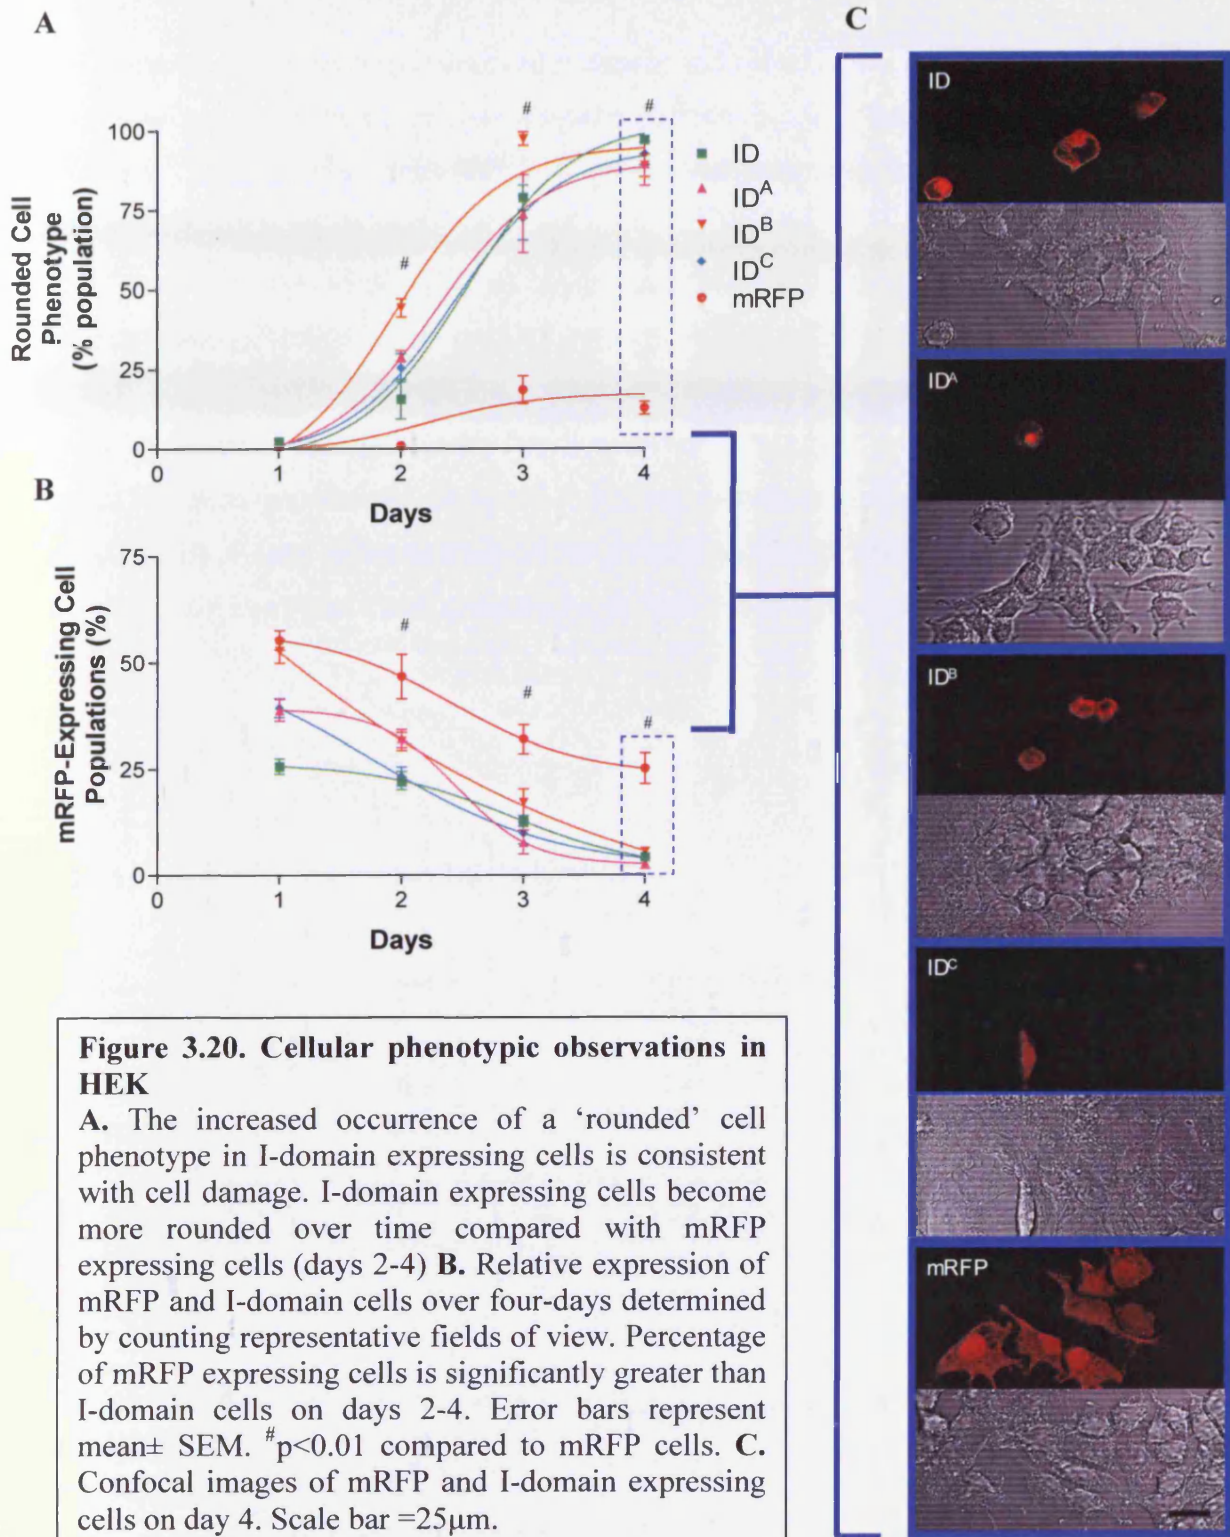 A
C
Rounded Cell
Phenotype
(% population)
100
75
50
25
0
#
#
#
0
1
2
3
4
Days
ID
IDᴬ
IDᴮ
IDᶜ
mRFP
B
mRFP-Expressing Cell
Populations (%)
75
50
25
0
#
#
#
0
1
2
3
4
Days
ID
IDᴬ
IDᴮ
IDᶜ
mRFP
Figure 3.20. Cellular phenotypic observations in
HEK
A. The increased occurrence of a ‘rounded’ cell
phenotype in I-domain expressing cells is consistent
with cell damage. I-domain expressing cells become
more rounded over time compared with mRFP
expressing cells (days 2-4) B. Relative expression of
mRFP and I-domain cells over four-days determined
by counting representative fields of view. Percentage
of mRFP expressing cells is significantly greater than
I-domain cells on days 2-4. Error bars represent
mean± SEM. #p<0.01 compared to mRFP cells. C.
Confocal images of mRFP and I-domain expressing
cells on day 4. Scale bar =25µm.